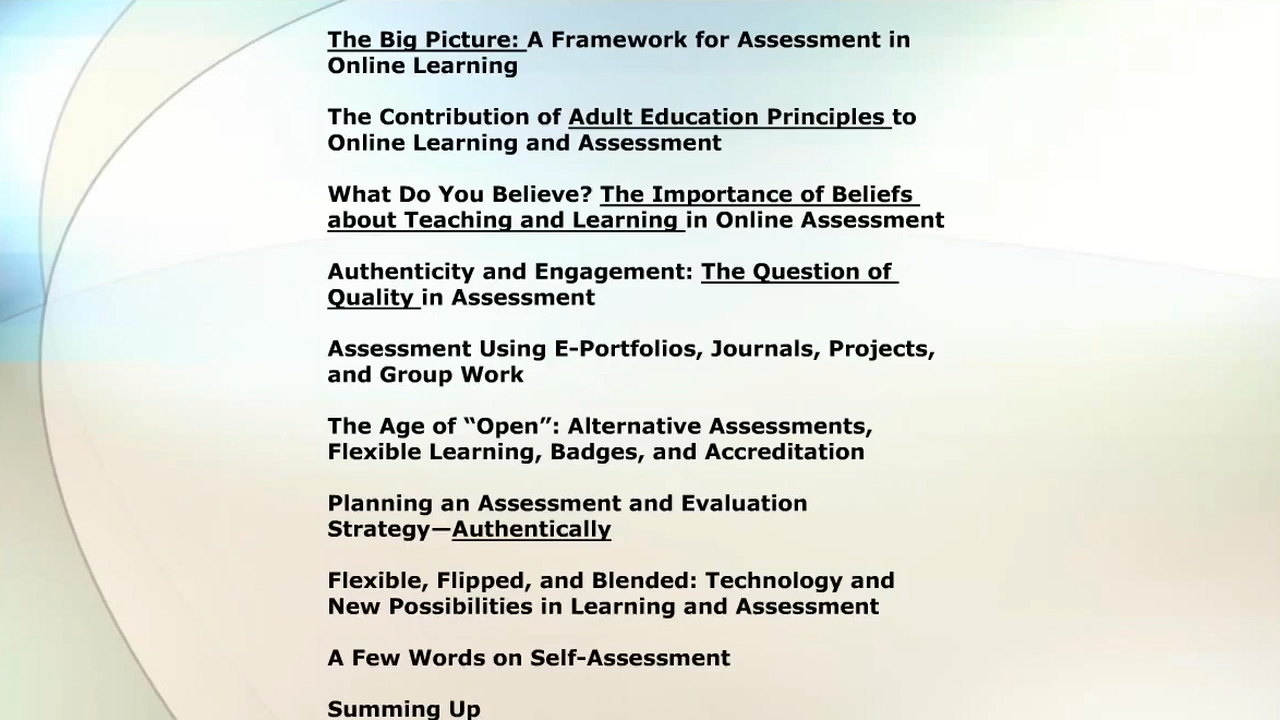 The Big Picture: A Framework for Assessment in
Online Learning
The Contribution of Adult Education Principles to
Online Learning and Assessment
What Do You Believe? The Importance of Beliefs
about Teaching and Learning in Online Assessment
Authenticity and Engagement: The Question of
Quality in Assessment
Assessment Using E-Portfolios, Journals, Projects,
and Group Work
The Age of “Open”: Alternative Assessments,
Flexible Learning, Badges, and Accreditation
Planning an Assessment and Evaluation
Strategy—Authentically
Flexible, Flipped, and Blended: Technology and
New Possibilities in Learning and Assessment
A Few Words on Self-Assessment
Summing Up